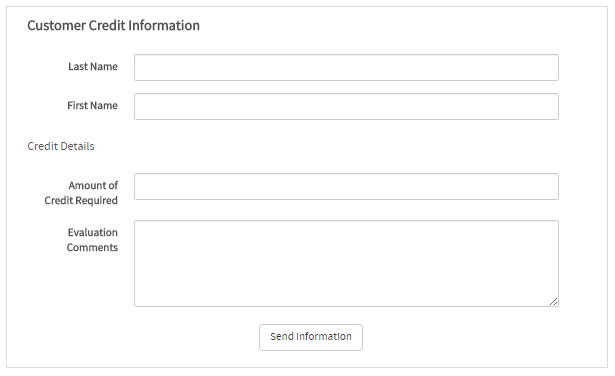 Customer Credit Information
Last Name
First Name
Credit Details
Amount of
Credit Required
Evaluation
Comments
Send Information